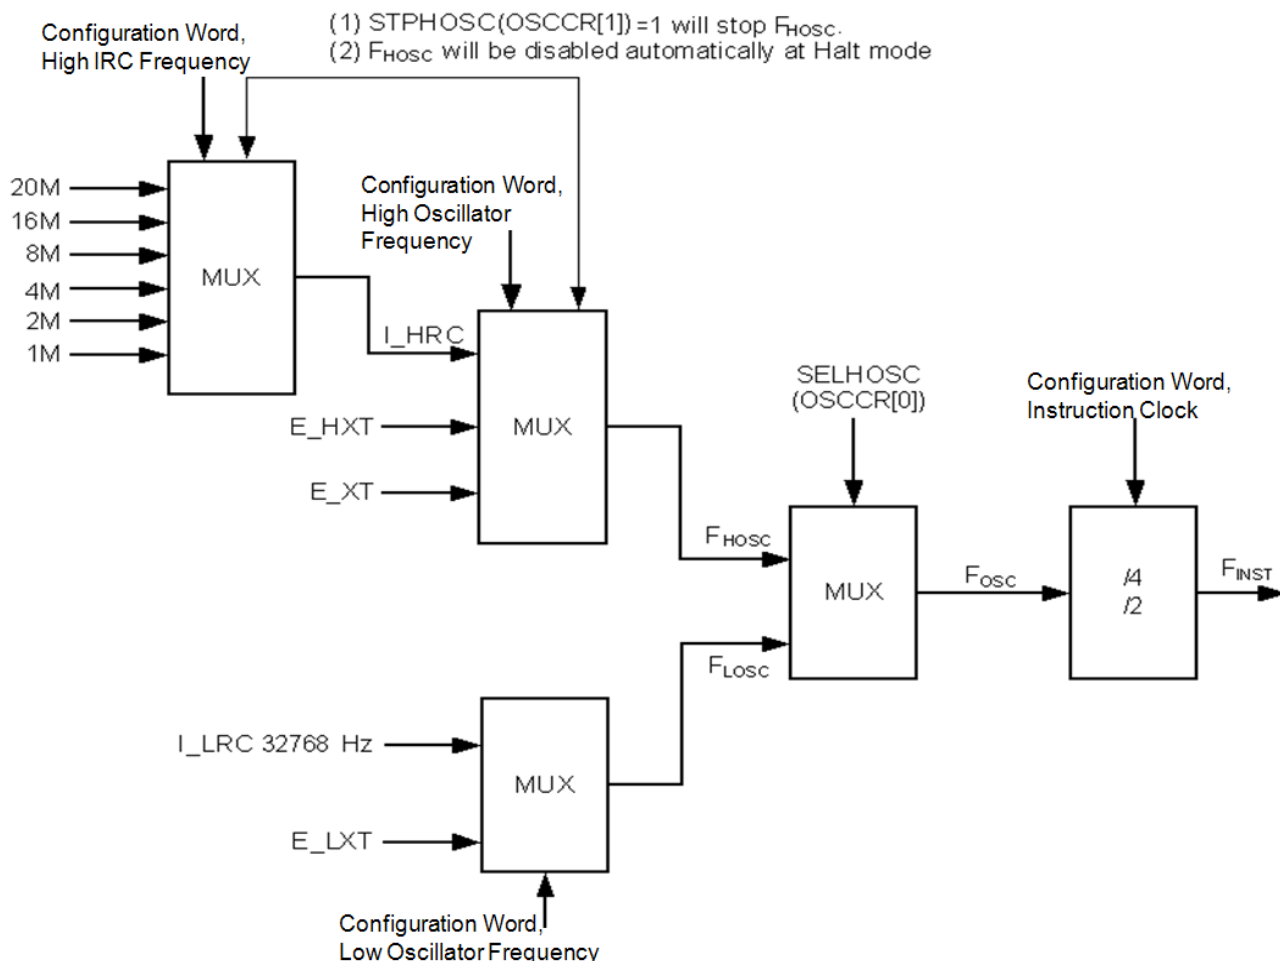 Configuration Word,
High IRC Frequency
(1) STPHOSC(OSCCR[1])=1 will stop FHOSC.
(2) FHOSC will be disabled automatically at Halt mode
20M
16M
8M
4M
2M
1M
MUX
Configuration Word,
High Oscillator
Frequency
I_HRC
E_HXT
E_XT
MUX
SELHOSC
(OSCCR[0])
Configuration Word,
Instruction Clock
FHOSC
FLOSC
MUX
FOSC
/4
/2
FINST
I_LRC 32768 Hz
E_LXT
MUX
Configuration Word,
Low Oscillator Frequency